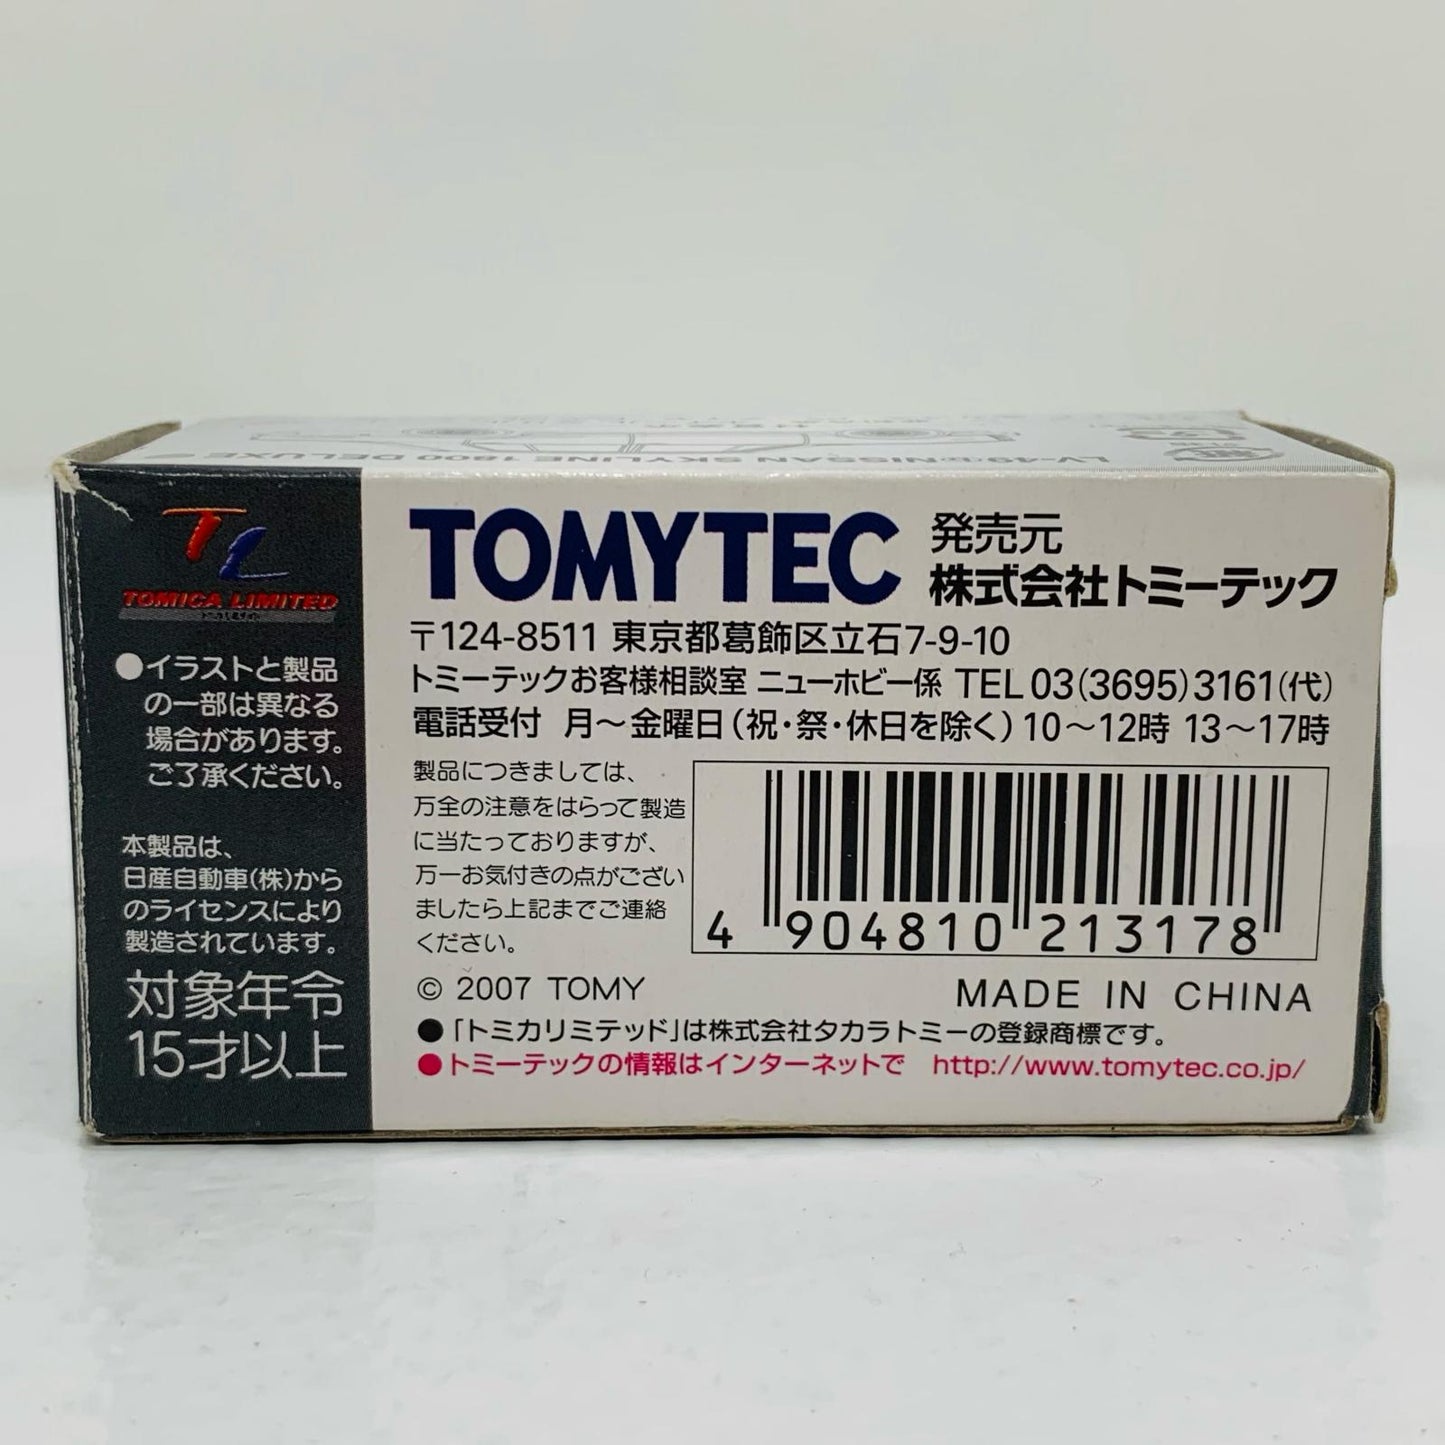 LV-49 NISSAN SKYLINE 1800 DELUXE
TL
TOMICA LIMITED
●イラストと製品
の一部は異なる
場合があります。
ご了承ください。
本製品は、
日産自動車(株)から
のライセンスにより
製造されています。
対象年令
15才以上
TOMYTEC
発売元
株式会社トミーテック
〒124-8511 東京都葛飾区立石7-9-10
トミーテックお客様相談室 ニューホビー係 TEL 03(3695)3161(代)
電話受付 月～金曜日(祝・祭・休日を除く) 10～12時 13～17時
製品につきましては、
万全の注意をはらって製造
に当たっておりますが、
万一お気付きの点がござい
ましたら上記までご連絡
ください。
4 904810 213178
© 2007 TOMY
MADE IN CHINA
●「トミカリミテッド」は株式会社タカラトミーの登録商標です。
●トミーテックの情報はインターネットで http://www.tomytec.co.jp/